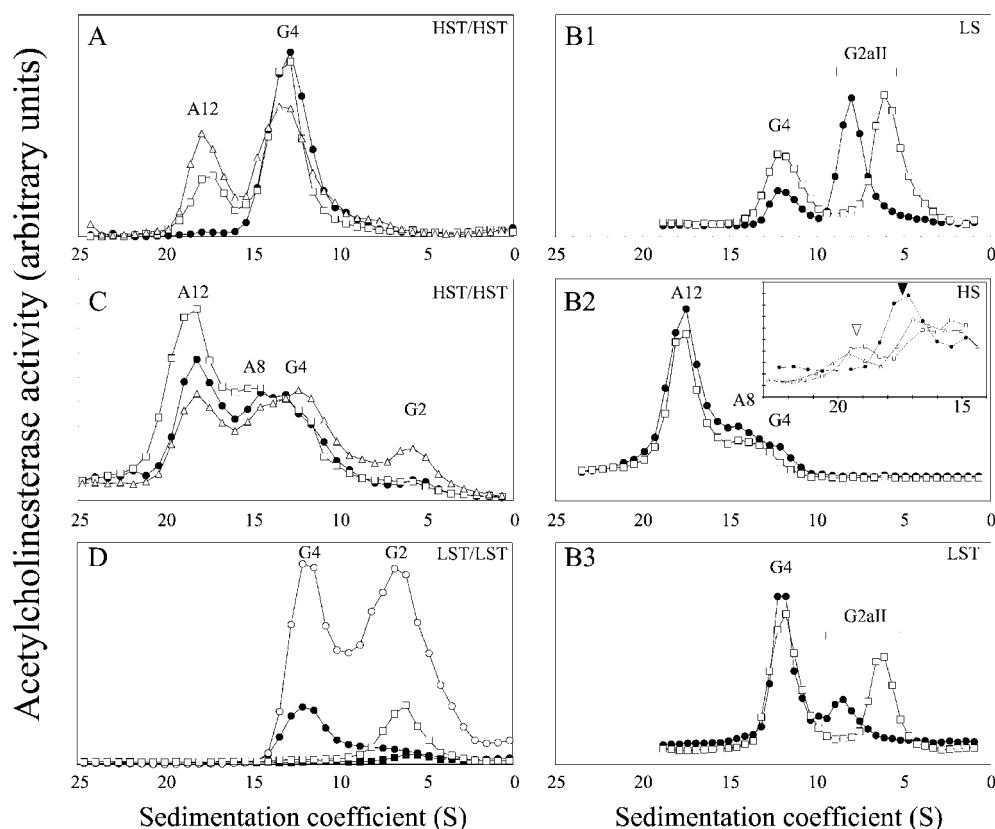 Acetylcholinesterase activity (arbitrary units)
A
HST/HST
G4
A12
25 20 15 10 5 0
B1
LS
G2aII
G4
25 20 15 10 5 0
C
HST/HST
A12
A8
G4
G2
25 20 15 10 5 0
B2
A12
HS
20 15
A8
G4
25 20 15 10 5 0
D
LST/LST
G4
G2
25 20 15 10 5 0
B3
LST
G4
G2aII
25 20 15 10 5 0
Sedimentation coefficient (S)
Sedimentation coefficient (S)